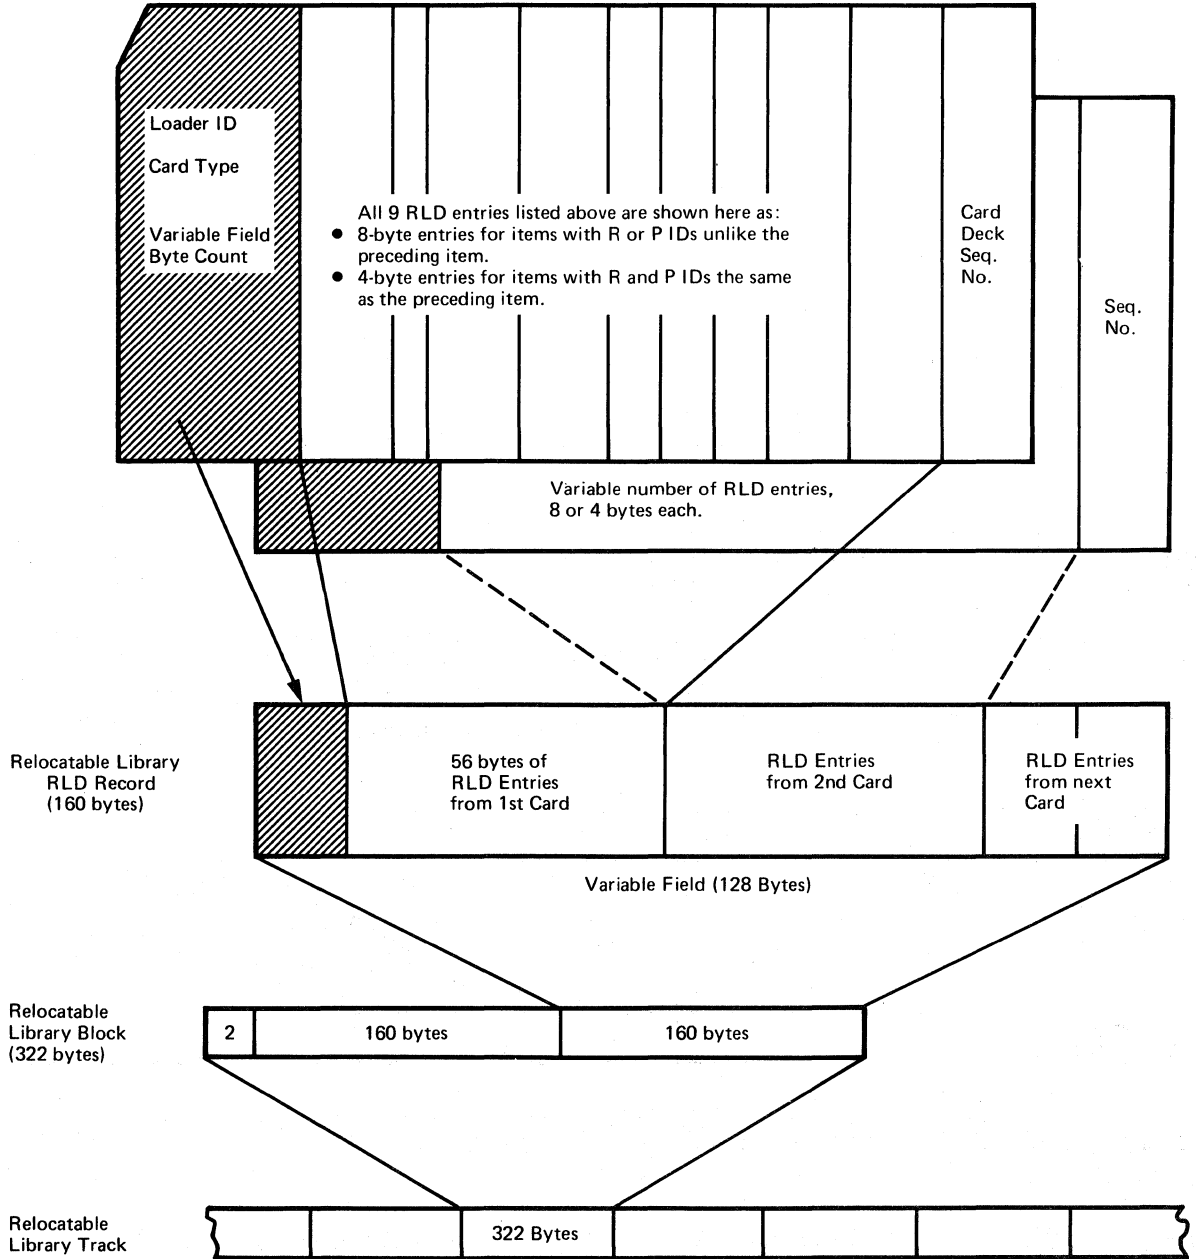 Loader ID
Card Type
Variable Field
Byte Count
All 9 RLD entries listed above are shown here as:
● 8-byte entries for items with R or P IDs unlike the
preceding item.
● 4-byte entries for items with R and P IDs the same
as the preceding item.
Card
Deck
Seq.
No.
Seq.
No.
Variable number of RLD entries,
8 or 4 bytes each.
Relocatable Library
RLD Record
(160 bytes)
56 bytes of
RLD Entries
from 1st Card
RLD Entries
from 2nd Card
RLD Entries
from next
Card
Variable Field (128 Bytes)
Relocatable
Library Block
(322 bytes)
2
160 bytes
160 bytes
Relocatable
Library Track
322 Bytes